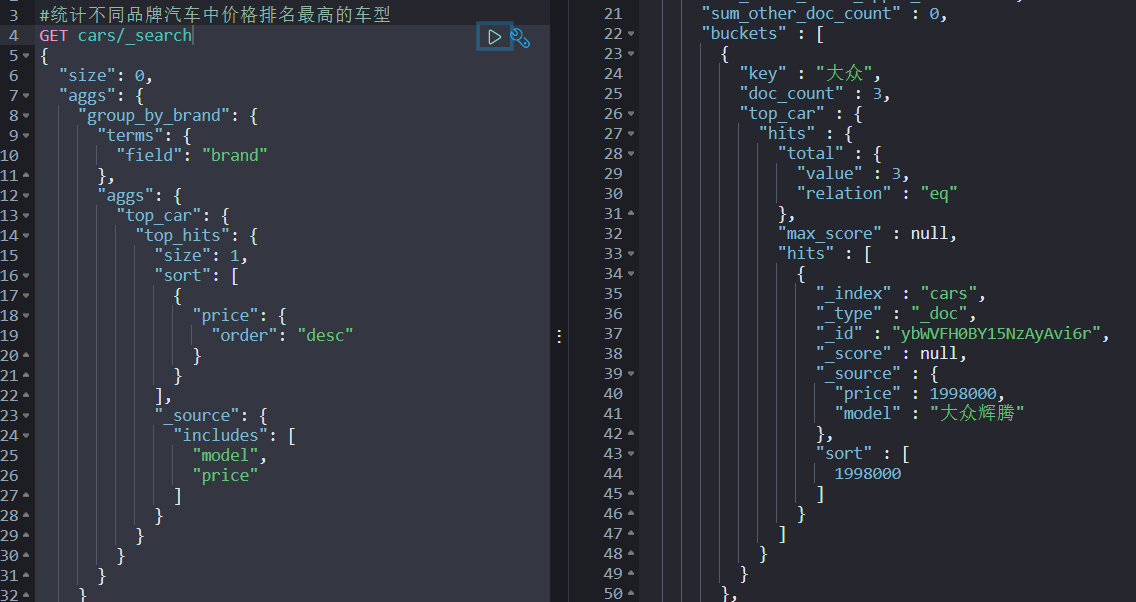 3 #统计不同品牌汽车中价格排名最高的车型
4 GET cars/_search
5 {
6 "size": 0,
7 "aggs": {
8 "group_by_brand": {
9 "terms": {
10 "field": "brand"
11 },
12 "aggs": {
13 "top_car": {
14 "top_hits": {
15 "size": 1,
16 "sort": [
17 {
18 "price": {
19 "order": "desc"
20 }
21 }
22 ],
23 "_source": {
24 "includes": [
25 "model",
26 "price"
27 ]
28 }
29 }
30 }
31 }
32 }
21 "sum_other_doc_count" : 0,
22 "buckets" : [
23 {
24 "key" : "大众",
25 "doc_count" : 3,
26 "top_car" : {
27 "hits" : {
28 "total" : {
29 "value" : 3,
30 "relation" : "eq"
31 },
32 "max_score" : null,
33 "hits" : [
34 {
35 "_index" : "cars",
36 "_type" : "_doc",
37 "_id" : "ybWVFH0BY15NzAyAvi6r",
38 "_score" : null,
39 "_source" : {
40 "price" : 1998000,
41 "model" : "大众辉腾"
42 },
43 "sort" : [
44 1998000
45 ]
46 }
47 ]
48 }
49 }
50 },